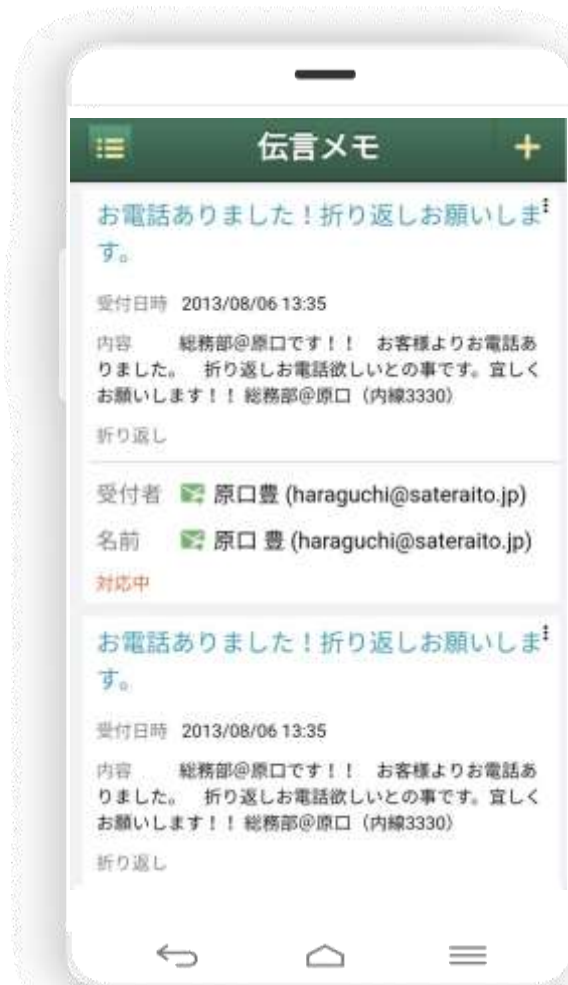 伝言メモ
お電話ありました！折り返しお願いしま
す。
受付日時 2013/08/06 13:35
内容 総務部＠原口です！！ お客様よりお電話あ
りました。 折り返しお電話欲しいとの事です。宜しく
お願いします！！ 総務部＠原口（内線3330）
折り返し
受付者 原口豊 (haraguchi@sateraito.jp)
名前 原口 豊 (haraguchi@sateraito.jp)
対応中
お電話ありました！折り返しお願いしま
す。
受付日時 2013/08/06 13:35
内容 総務部＠原口です！！ お客様よりお電話あ
りました。 折り返しお電話欲しいとの事です。宜しく
お願いします！！ 総務部＠原口（内線3330）
折り返し